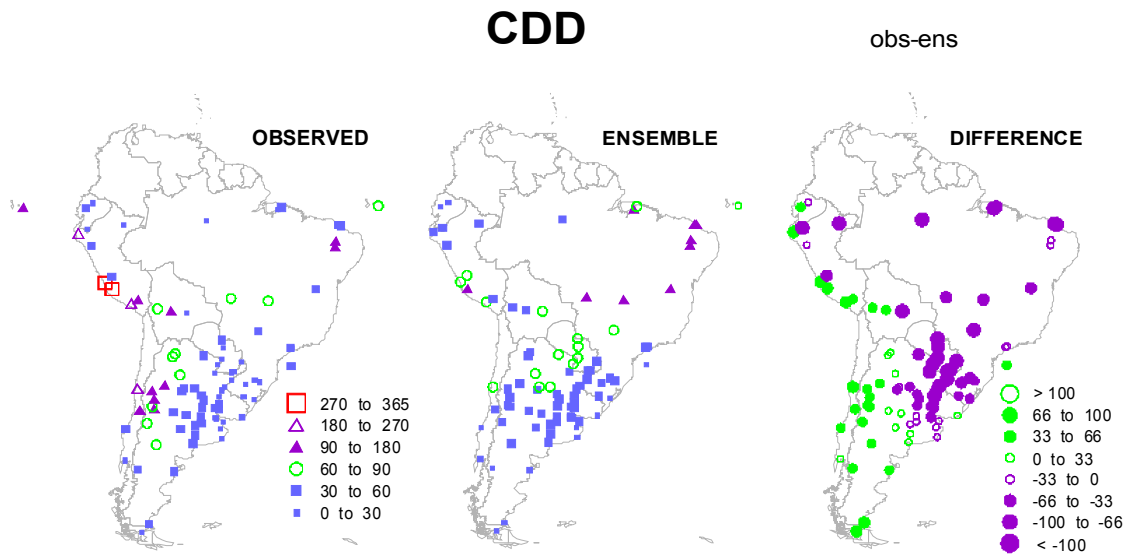 CDD
obs-ens
OBSERVED
ENSEMBLE
DIFFERENCE
270 to 365
180 to 270
90 to 180
60 to 90
30 to 60
0 to 30
> 100
66 to 100
33 to 66
0 to 33
-33 to 0
-66 to -33
-100 to -66
< -100